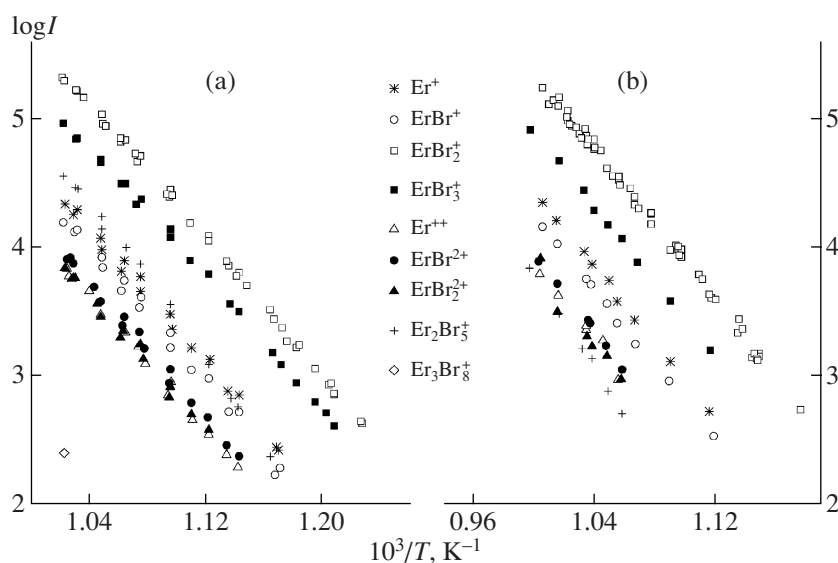 logI
(a)
(b)
Er⁺
ErBr⁺
ErBr₂⁺
ErBr₃⁺
Er⁺⁺
ErBr²⁺
ErBr₂²⁺
Er₂Br₅⁺
Er₃Br₈⁺
5
4
3
2
5
4
3
2
1.04 1.12 1.20
0.96 1.04 1.12
10³/T, K⁻¹